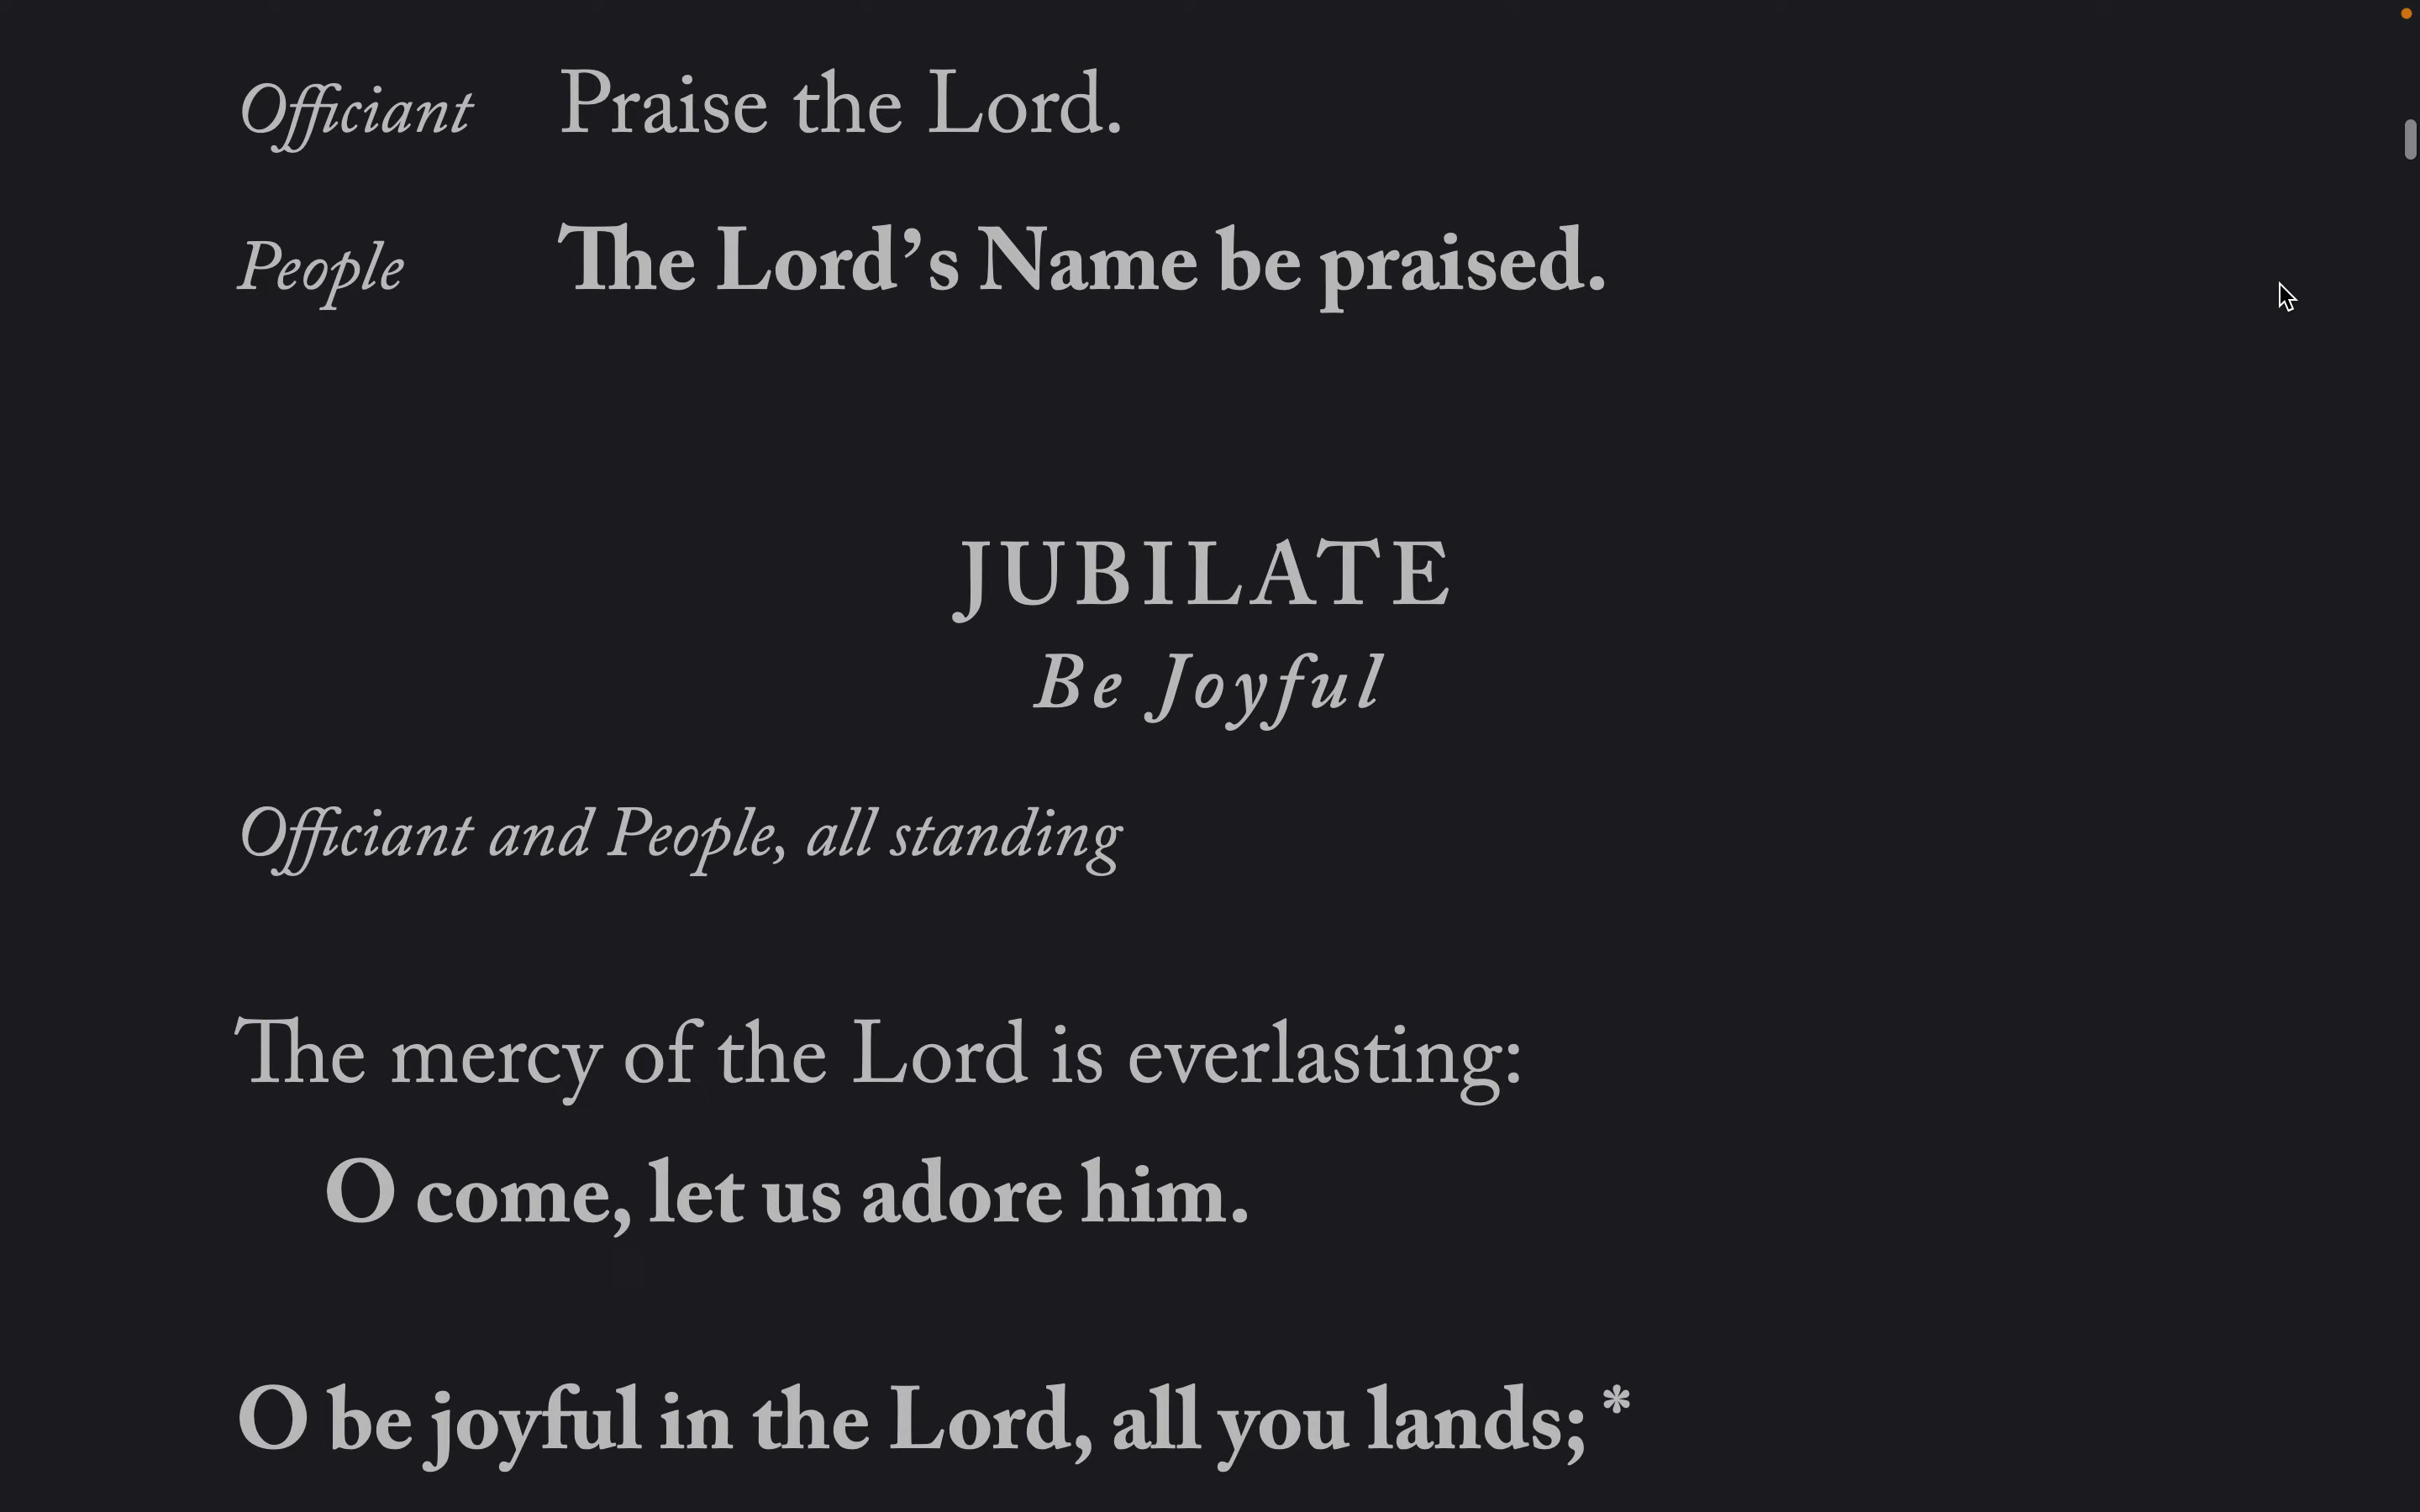 Officiant Praise the Lord.
People The Lord’s Name be praised.
JUBILATE
Be Joyful
Officiant and People, all standing
The mercy of the Lord is everlasting:
O come, let us adore him.
O be joyful in the Lord, all you lands;*